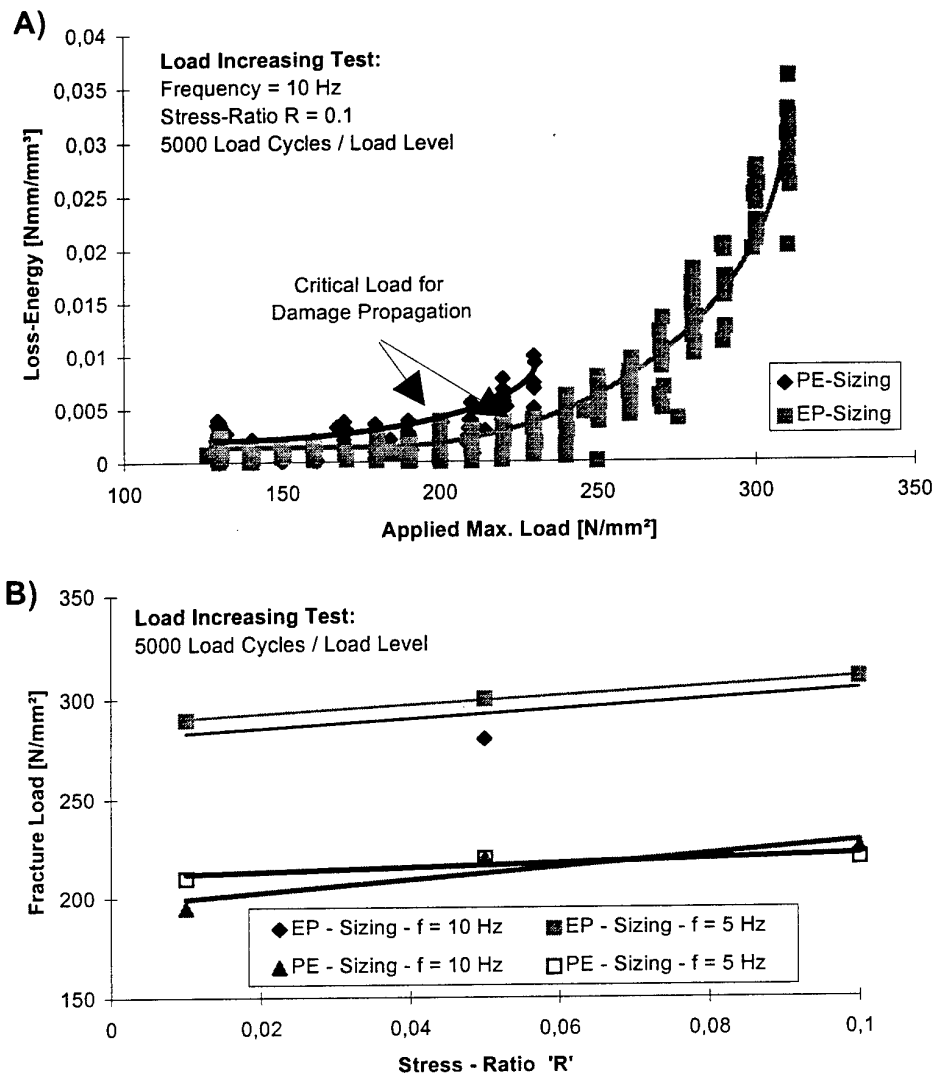 A)
0,04
0,035
0,03
0,025
0,02
0,015
0,01
0,005
0
Loss-Energy [Nmm/mm³]
Load Increasing Test:
Frequency = 10 Hz
Stress-Ratio R = 0.1
5000 Load Cycles / Load Level
Critical Load for
Damage Propagation
PE-Sizing
EP-Sizing
100 150 200 250 300 350
Applied Max. Load [N/mm²]
B)
350
300
250
200
150
Fracture Load [N/mm²]
Load Increasing Test:
5000 Load Cycles / Load Level
EP - Sizing - f = 10 Hz
EP - Sizing - f = 5 Hz
PE - Sizing - f = 10 Hz
PE - Sizing - f = 5 Hz
0 0,02 0,04 0,06 0,08 0,1
Stress - Ratio 'R'